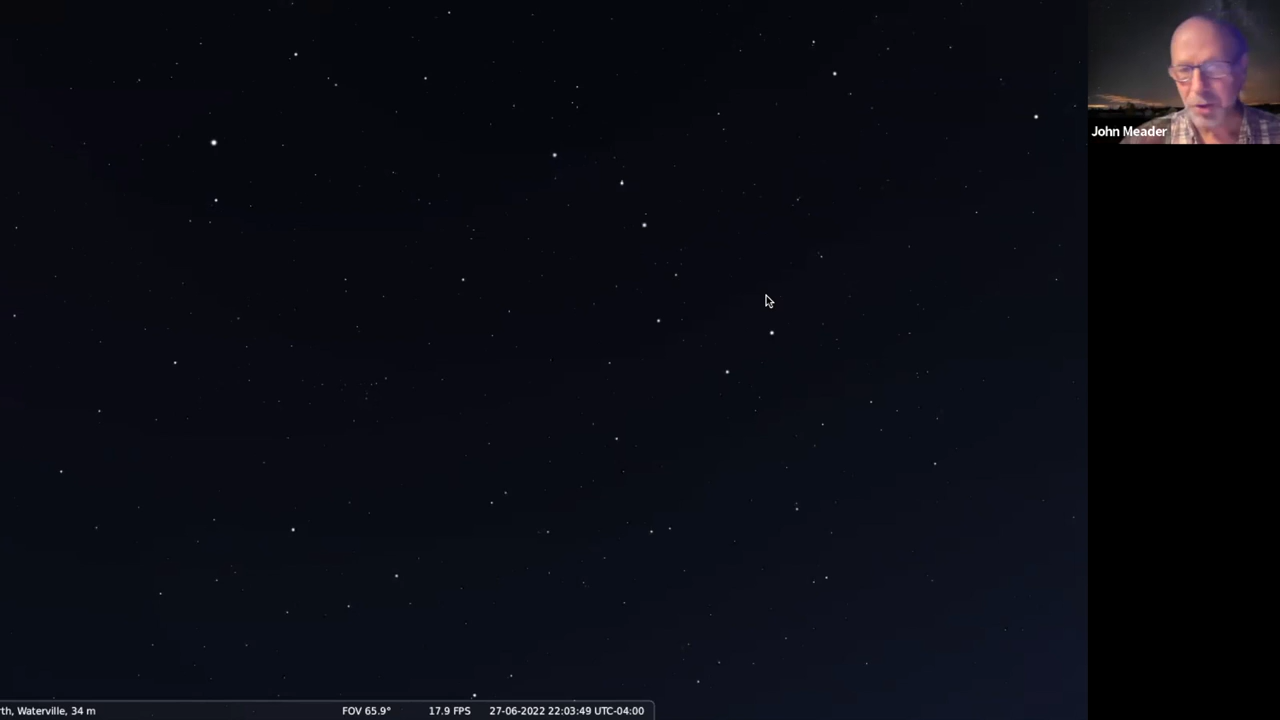 John Meader
rth, Waterville, 34 m FOV 65.9° 17.9 FPS 27-06-2022 22:03:49 UTC-04:00